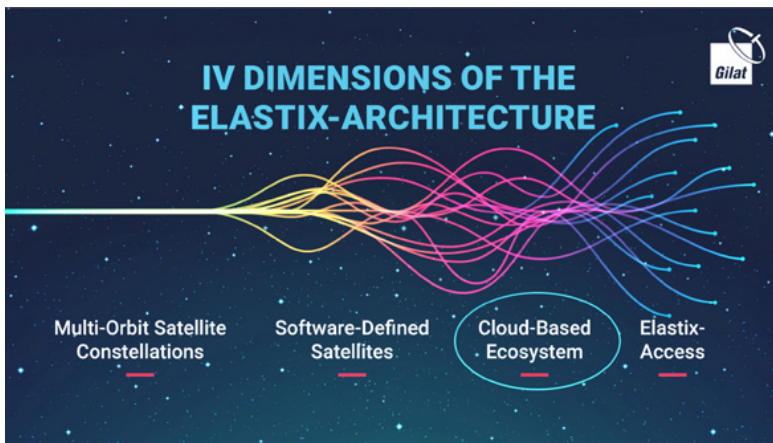 IV DIMENSIONS OF THE
ELASTIX-ARCHITECTURE
Gilat
Multi-Orbit Satellite
Constellations
Software-Defined
Satellites
Cloud-Based
Ecosystem
Elastix-
Access